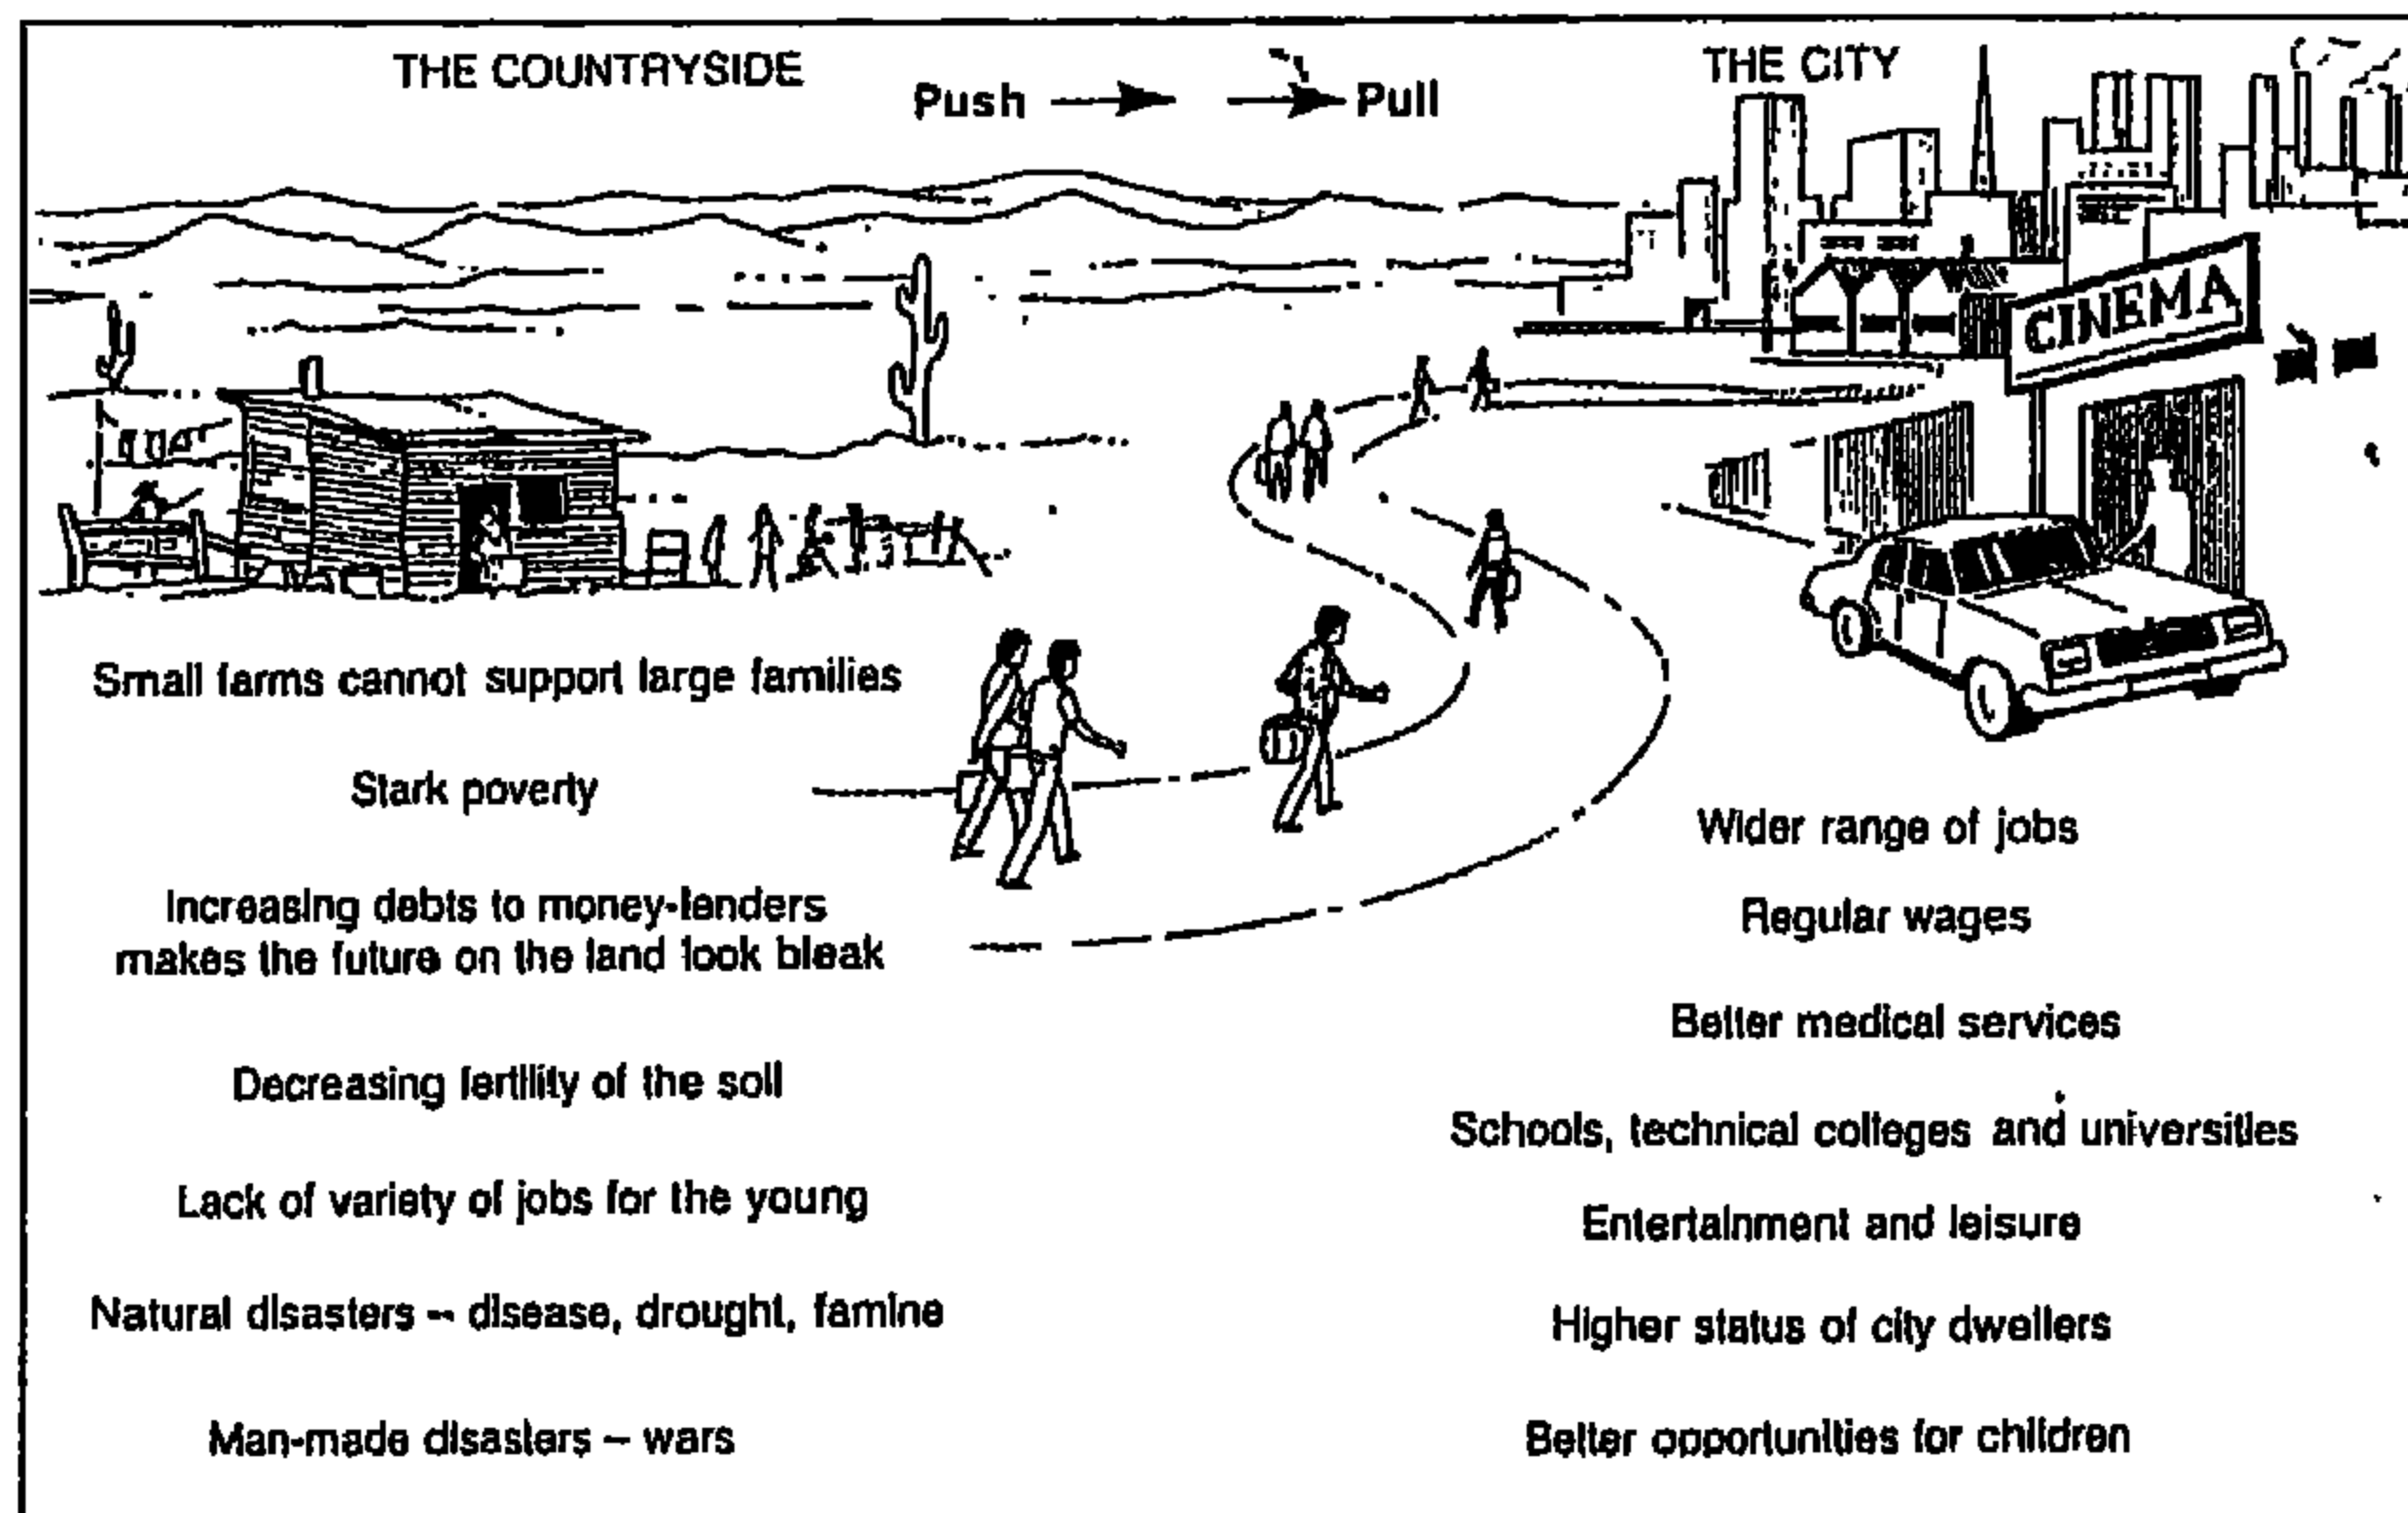 THE COUNTRYSIDE
Push
Pull
THE CITY
CINEMA
Small farms cannot support large families
Stark poverty
Increasing debts to money-lenders
makes the future on the land look bleak
Decreasing fertility of the soil
Lack of variety of jobs for the young
Natural disasters – disease, drought, famine
Man-made disasters – wars
Wider range of jobs
Regular wages
Better medical services
Schools, technical colleges and universities
Entertainment and leisure
Higher status of city dwellers
Better opportunities for children